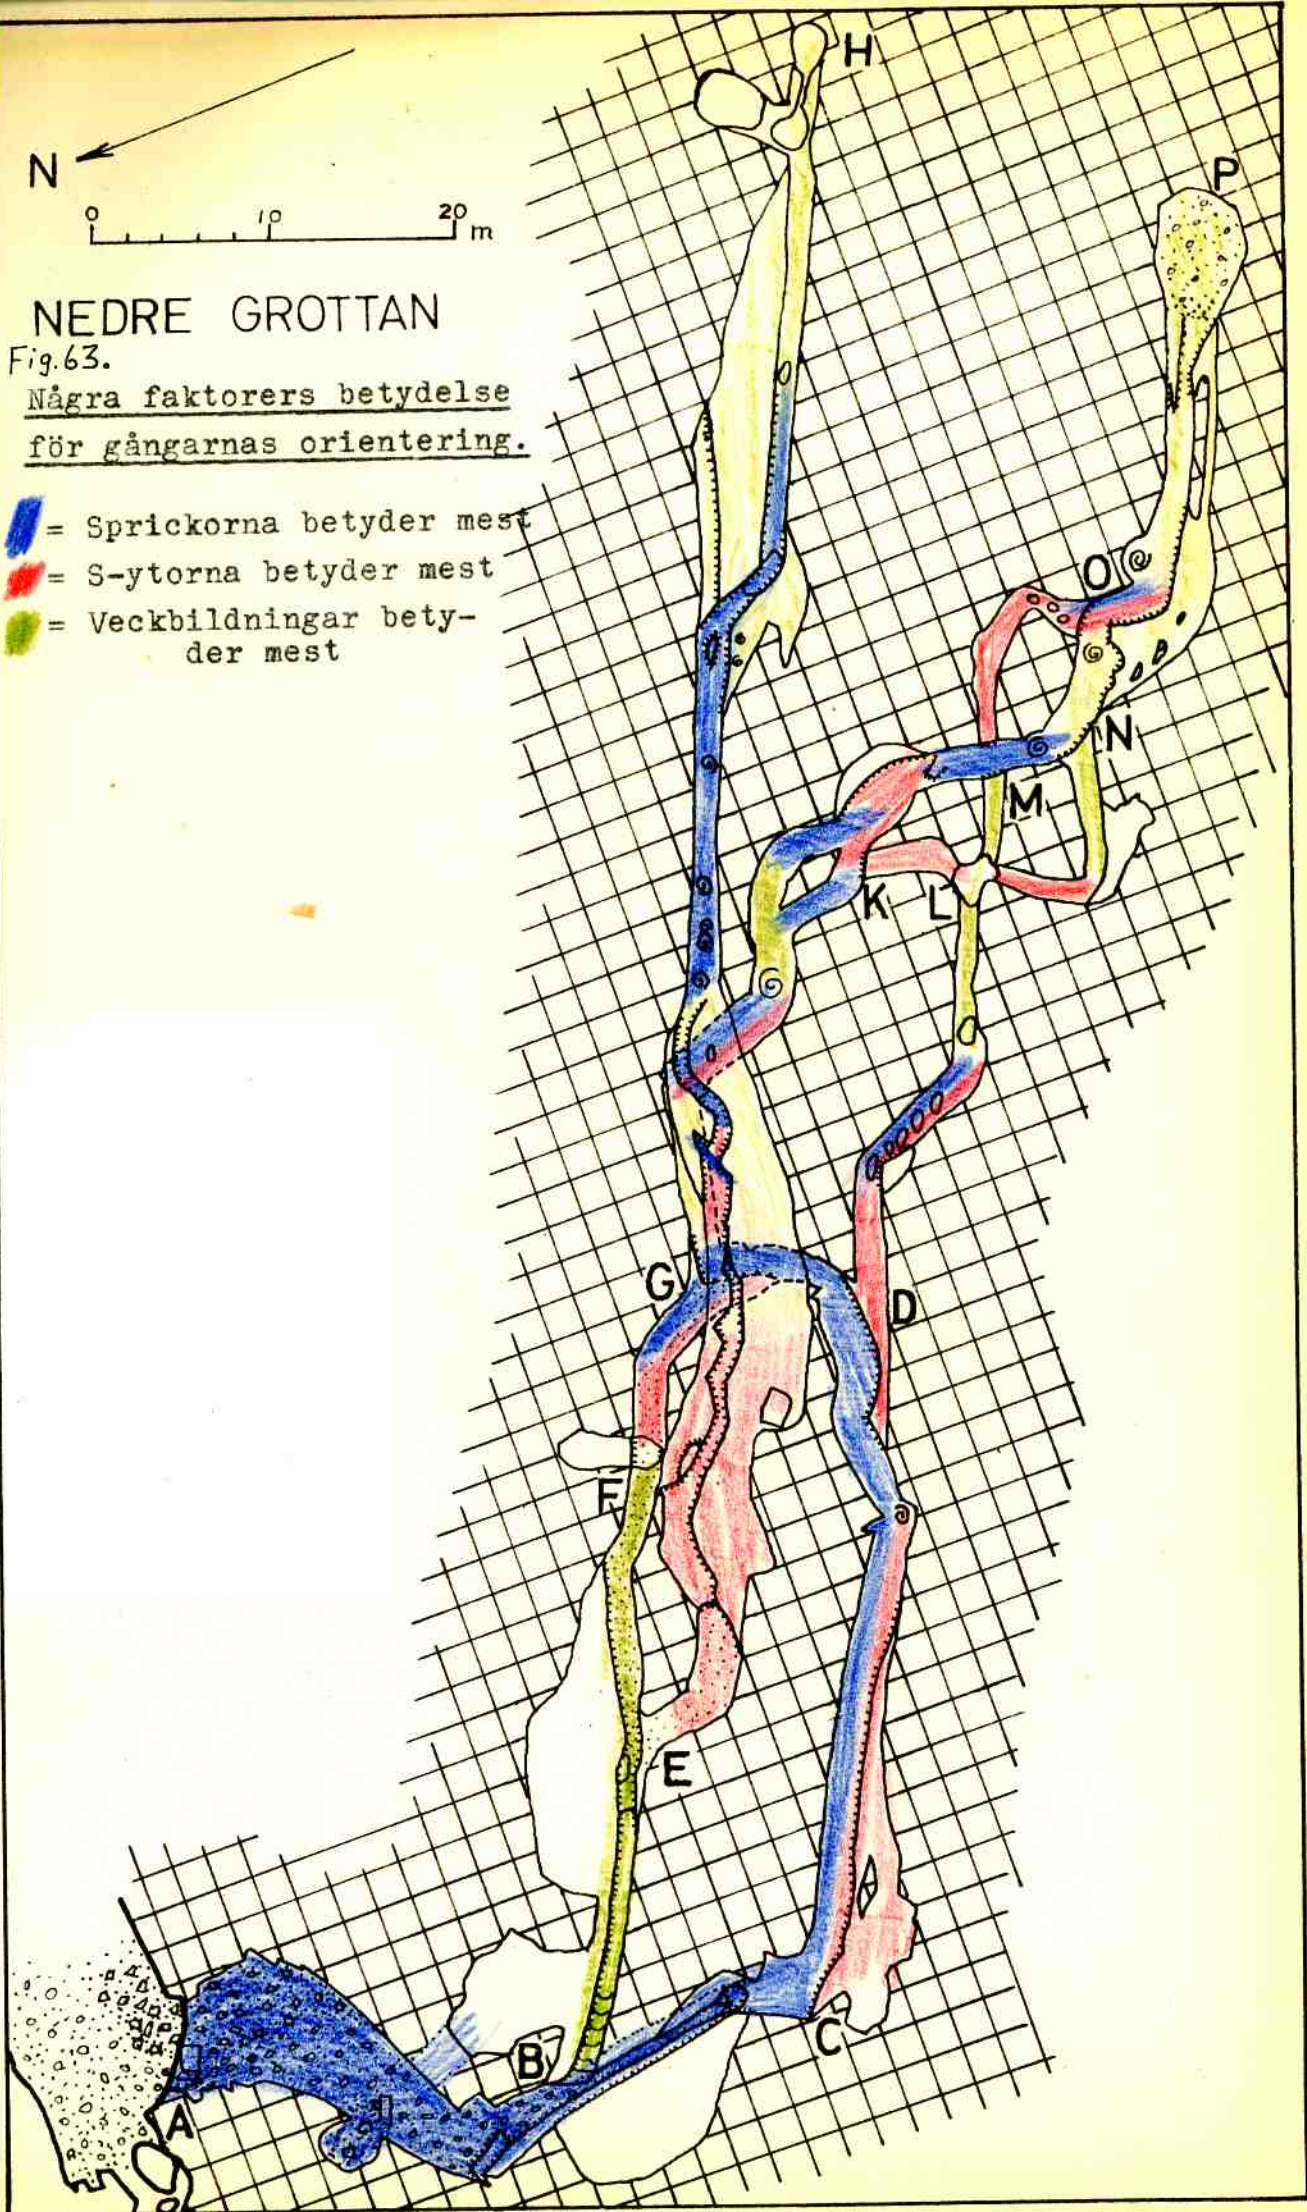 H
P
N
0 10 20 m
NEDRE GROTTAN
Fig.63.
Några faktorers betydelse
för gångarnas orientering.
= Sprickorna betyder mest
= S-ytorna betyder mest
= Veckbildningar bety-
der mest
O
N
M
K L
G
D
F
E
B
C
A